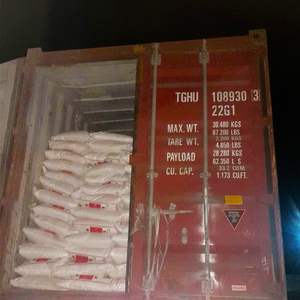 TGHU 108930 3
22G1
MAX. WT. 30.480 KGS
67.200 LBS
TARE WT. 2.200 KGS
4.850 LBS
PAYLOAD 28.280 KGS
62.350 L S
CU. CAP. 33.2 CBM
1.173 CUFT.